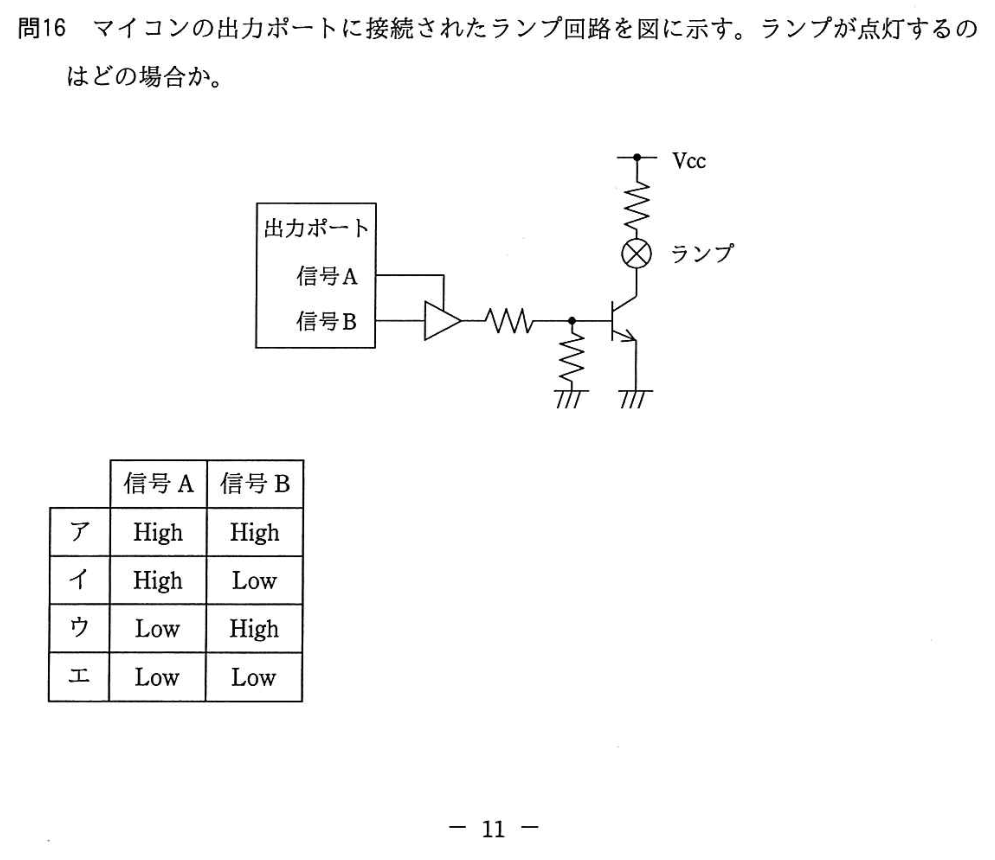 問16 マイコンの出力ポートに接続されたランプ回路を図に示す。ランプが点灯するの
はどの場合か。
Vcc
出力ポート
ランプ
信号A
信号B
信号A 信号B
ア High High
イ High Low
ウ Low High
エ Low Low
− 11 −